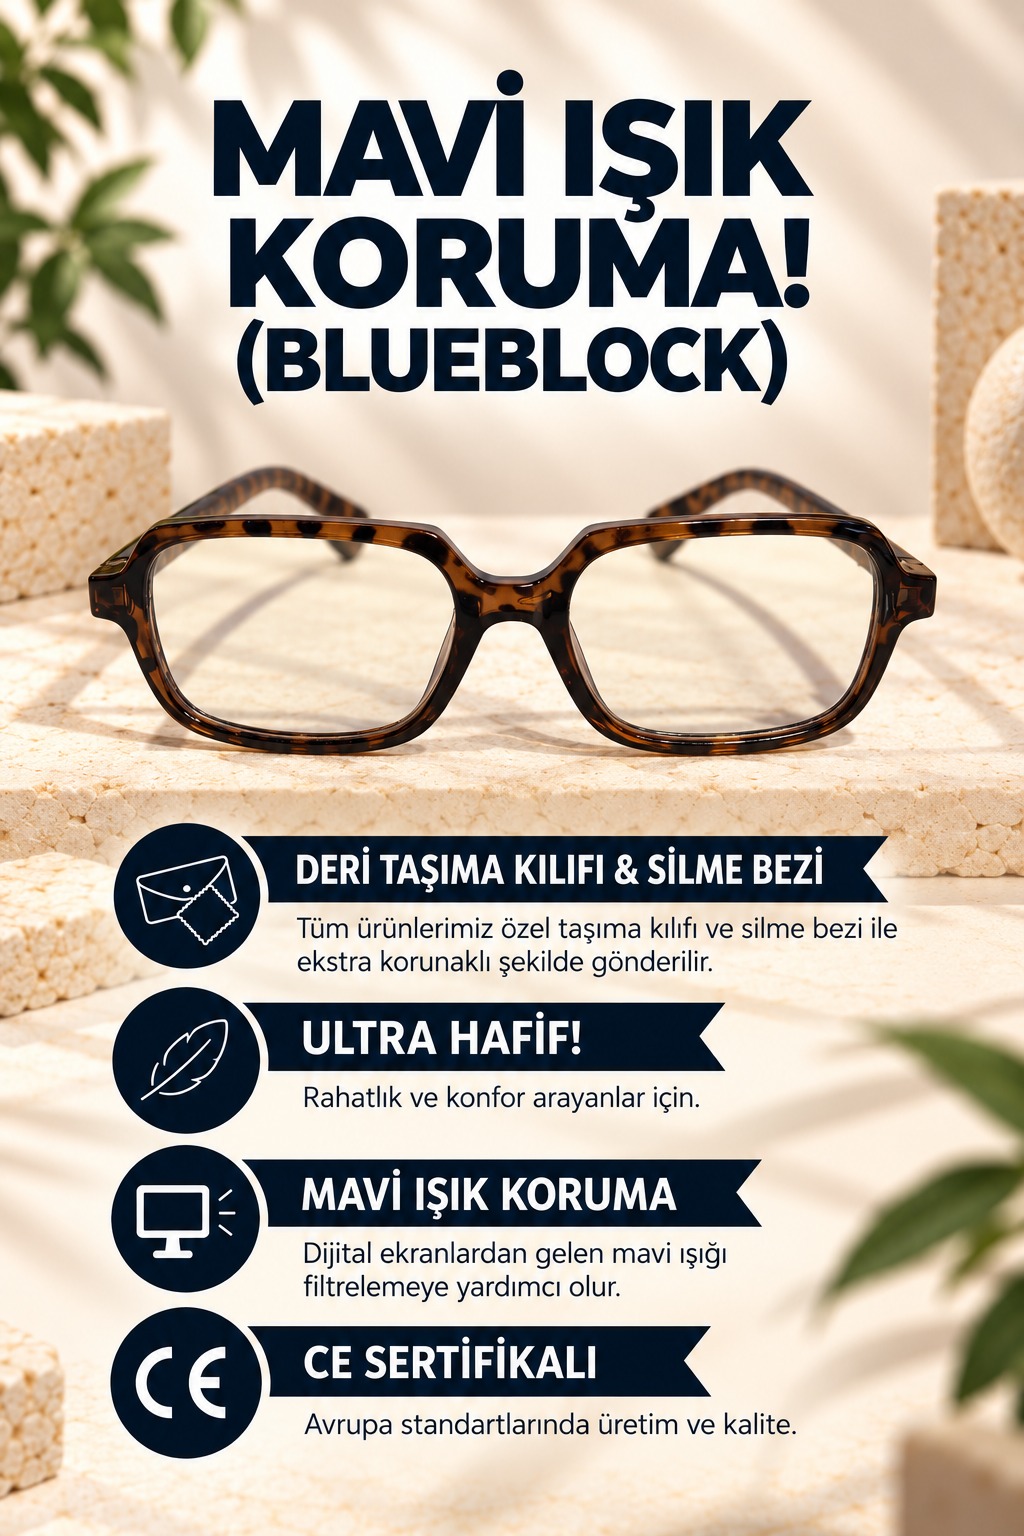 MAVİ IŞIK
KORUMA!
(BLUEBLOCK)
DERİ TAŞIMA KILIFI & SİLME BEZİ
Tüm ürünlerimiz özel taşıma kılıfı ve silme bezi ile
ekstra korunaklı şekilde gönderilir.
ULTRA HAFİF!
Rahatlık ve konfor arayanlar için.
MAVİ IŞIK KORUMA
Dijital ekranlardan gelen mavi ışığı
filtrelemeye yardımcı olur.
CE
CE SERTİFİKALI
Avrupa standartlarında üretim ve kalite.